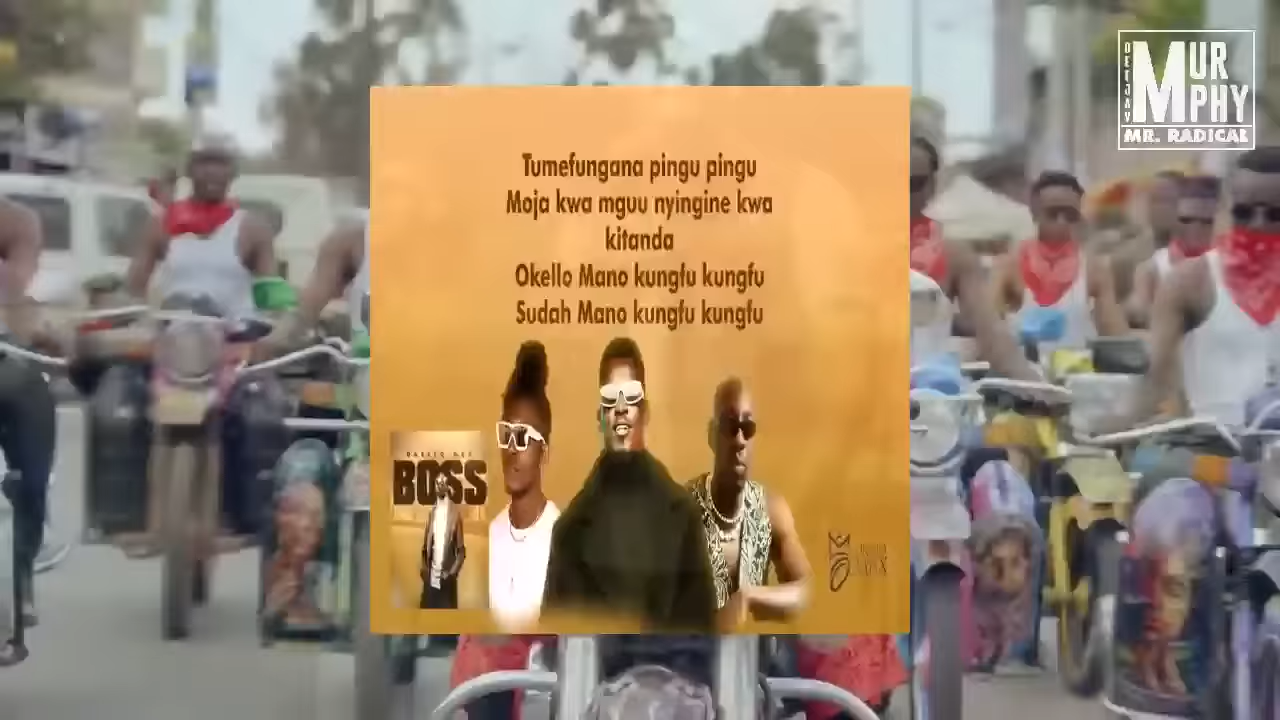 DEEJAY
MURPHY
MR. RADICAL
Tumefungana pingu pingu
Moja kwa mguu nyingine kwa
kitanda
Okello Mano kungfu kungfu
Sudah Mano kungfu kungfu
BOSS